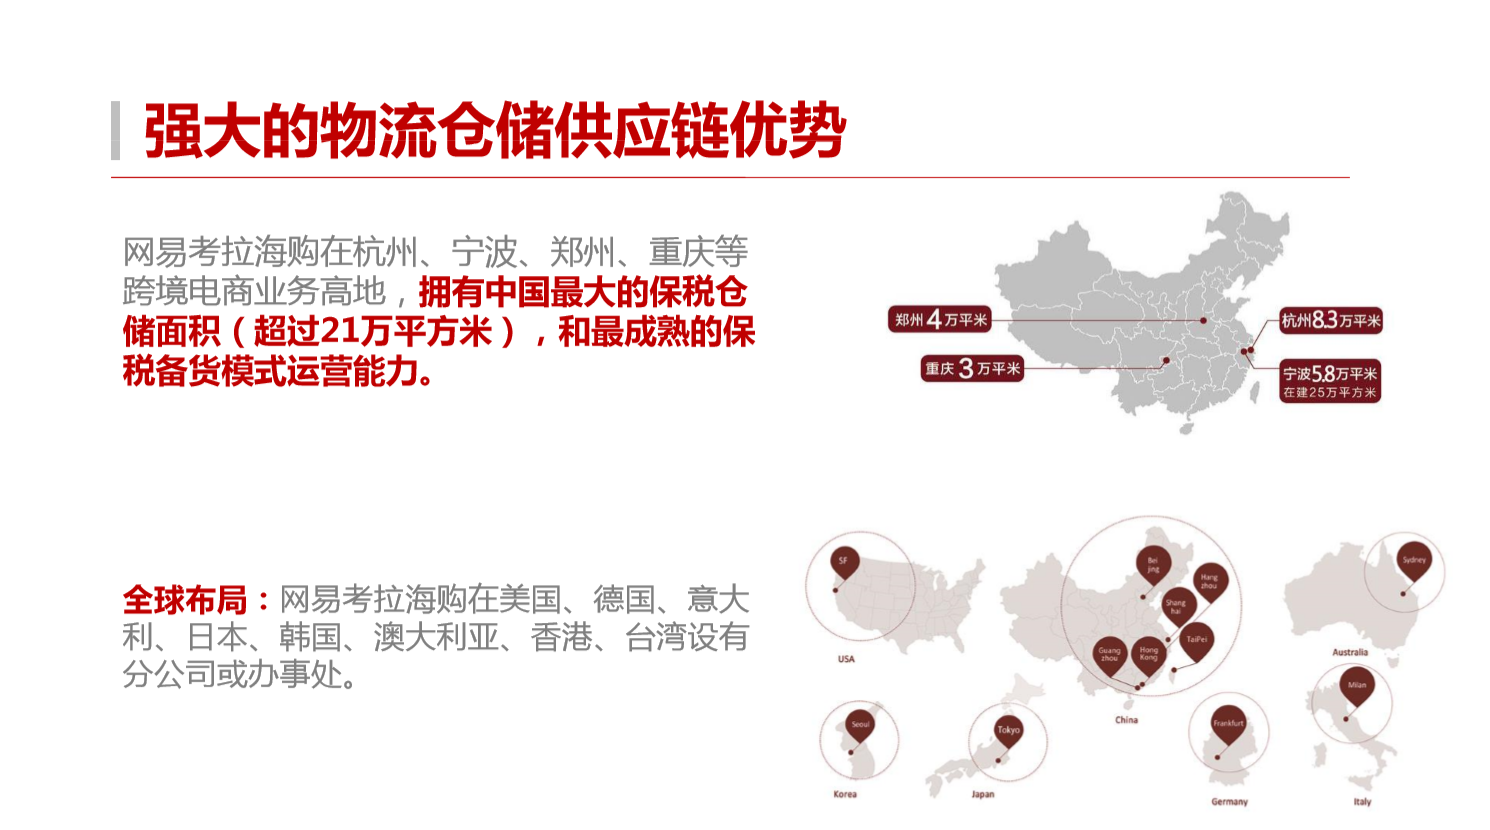 强大的物流仓储供应链优势
网易考拉海购在杭州、宁波、郑州、重庆等
跨境电商业务高地，拥有中国最大的保税仓
储面积（超过21万平方米），和最成熟的保
税备货模式运营能力。
郑州4万平米
杭州8.3万平米
重庆3万平米
宁波5.8万平米
在建25万平方米
全球布局：网易考拉海购在美国、德国、意大
利、日本、韩国、澳大利亚、香港、台湾设有
分公司或办事处。
SF
USA
Bei
jing
Hang
zhou
Shang
hai
TaiPei
Guang
zhou
Hong
Kong
China
Sydney
Australia
Seoul
Korea
Tokyo
Japan
Frankfurt
Germany
Milan
Italy